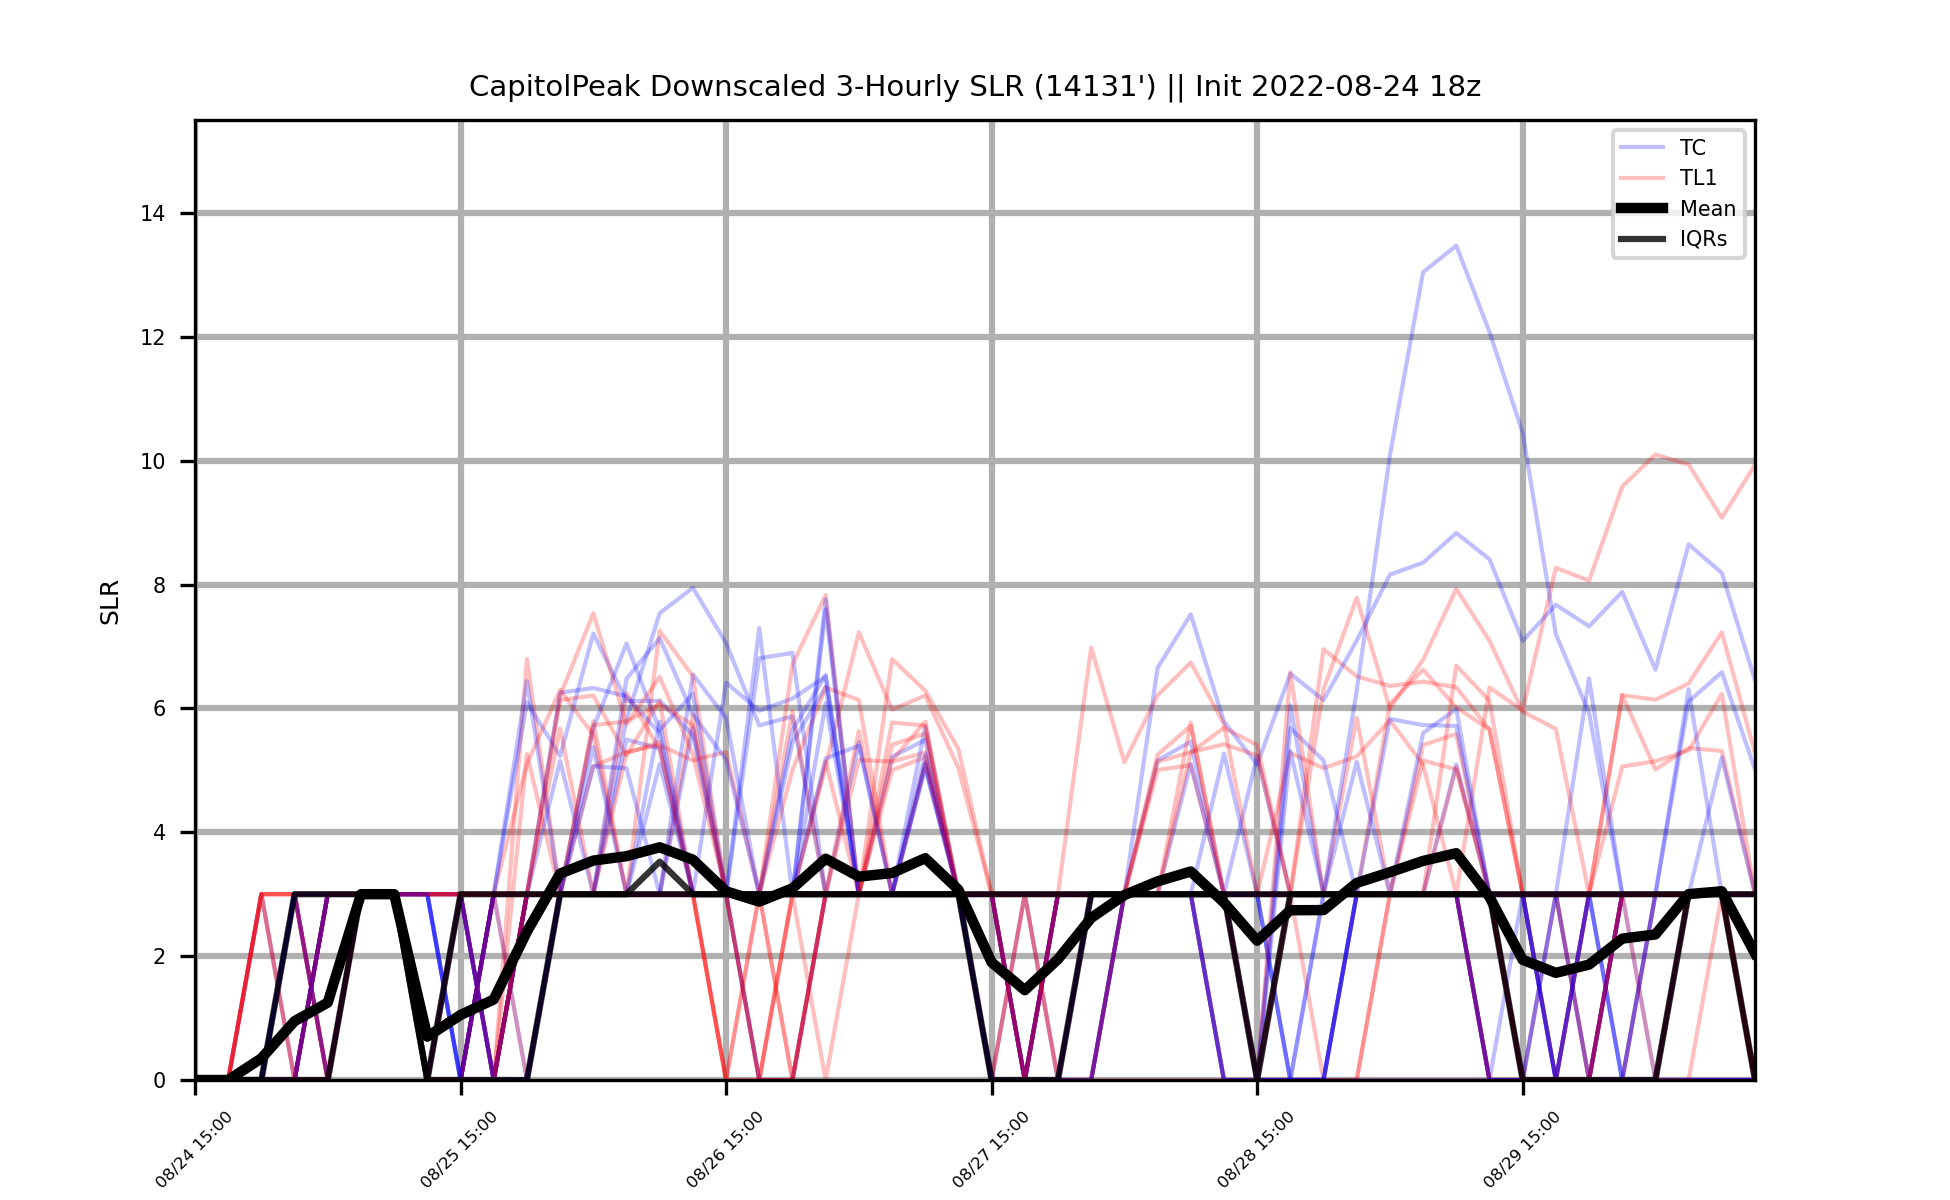 CapitolPeak Downscaled 3-Hourly SLR (14131') || Init 2022-08-24 18z
TC
TL1
Mean
IQRs
14
12
10
8
6
4
2
0
SLR
08/24 15:00
08/25 15:00
08/26 15:00
08/27 15:00
08/28 15:00
08/29 15:00